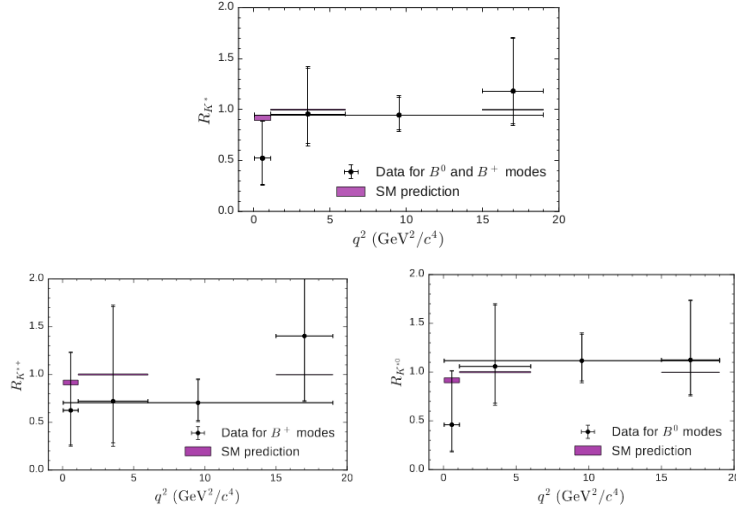 2.0
1.5
1.0
0.5
0.0
R_{K^*}
Data for B^0 and B^+ modes
SM prediction
0 5 10 15 20
q^2 (GeV^2/c^4)
2.0
1.5
1.0
0.5
0.0
R_{K^{*+}}
Data for B^+ modes
SM prediction
0 5 10 15 20
q^2 (GeV^2/c^4)
2.0
1.5
1.0
0.5
0.0
R_{K^{*0}}
Data for B^0 modes
SM prediction
0 5 10 15 20
q^2 (GeV^2/c^4)